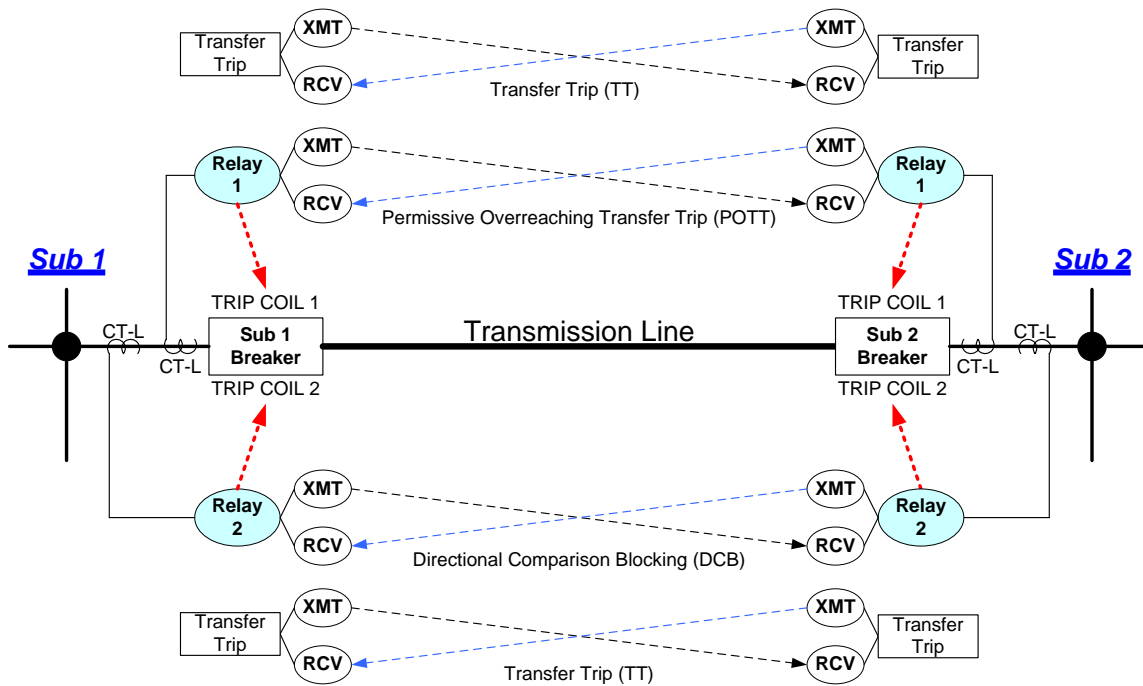 XMT
XMT
Transfer
Trip
Transfer
Trip
RCV
RCV
Transfer Trip (TT)
XMT
XMT
Relay
1
Relay
1
RCV
RCV
Permissive Overreaching Transfer Trip (POTT)
Sub 1
Sub 2
TRIP COIL 1
TRIP COIL 1
CT-L
CT-L
Sub 1
Breaker
Transmission Line
Sub 2
Breaker
CT-L
CT-L
TRIP COIL 2
TRIP COIL 2
XMT
XMT
Relay
2
Relay
2
RCV
RCV
Directional Comparison Blocking (DCB)
XMT
XMT
Transfer
Trip
Transfer
Trip
RCV
RCV
Transfer Trip (TT)